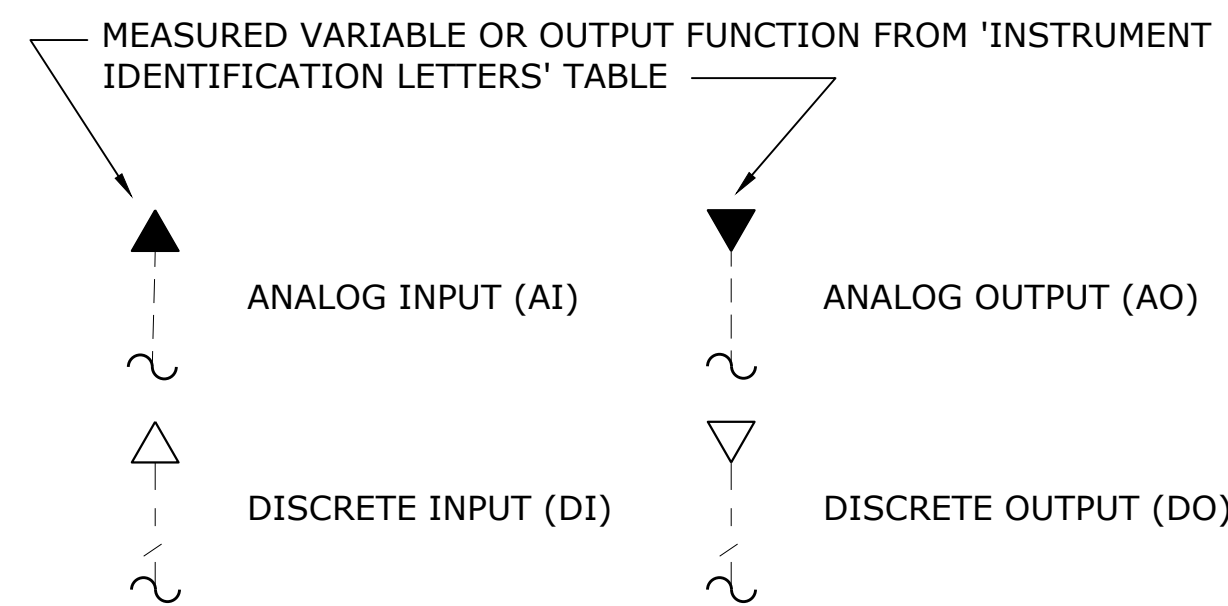 MEASURED VARIABLE OR OUTPUT FUNCTION FROM 'INSTRUMENT
IDENTIFICATION LETTERS' TABLE
ANALOG INPUT (AI)
ANALOG OUTPUT (AO)
DISCRETE INPUT (DI)
DISCRETE OUTPUT (DO)